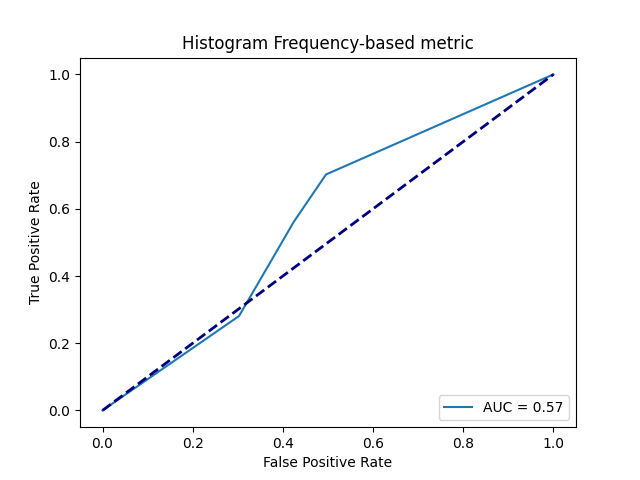 Histogram Frequency-based metric
1.0
0.8
0.6
0.4
0.2
0.0
True Positive Rate
AUC = 0.57
0.0 0.2 0.4 0.6 0.8 1.0
False Positive Rate